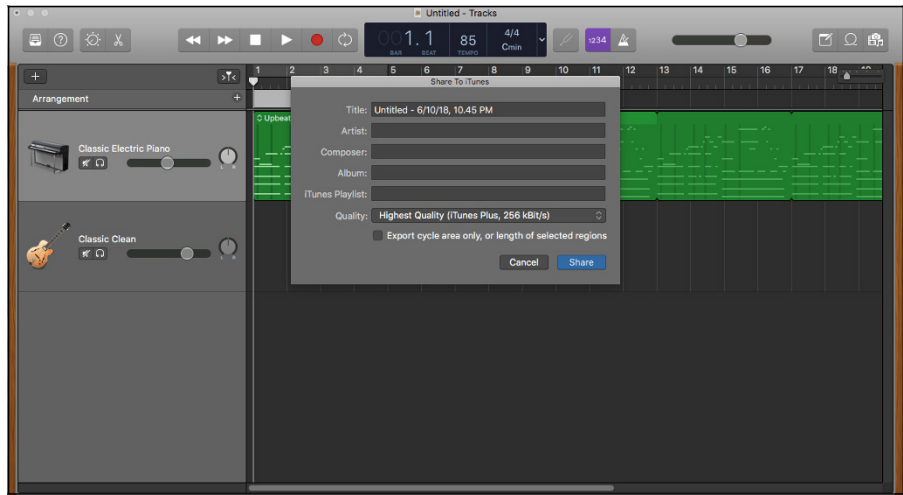 Untitled - Tracks
001.1
BAR BEAT
85
TEMPO
4/4
Cmin
1234
1 2 3 4 5 6 7 8 9 10 11 12 13 14 15 16 17 18
Share To iTunes
Arrangement
Upbeat
Title: Untitled - 6/10/18, 10.45 PM
Artist:
Classic Electric Piano
Composer:
Album:
iTunes Playlist:
Quality: Highest Quality (iTunes Plus, 256 kBit/s)
Export cycle area only, or length of selected regions
Classic Clean
Cancel Share